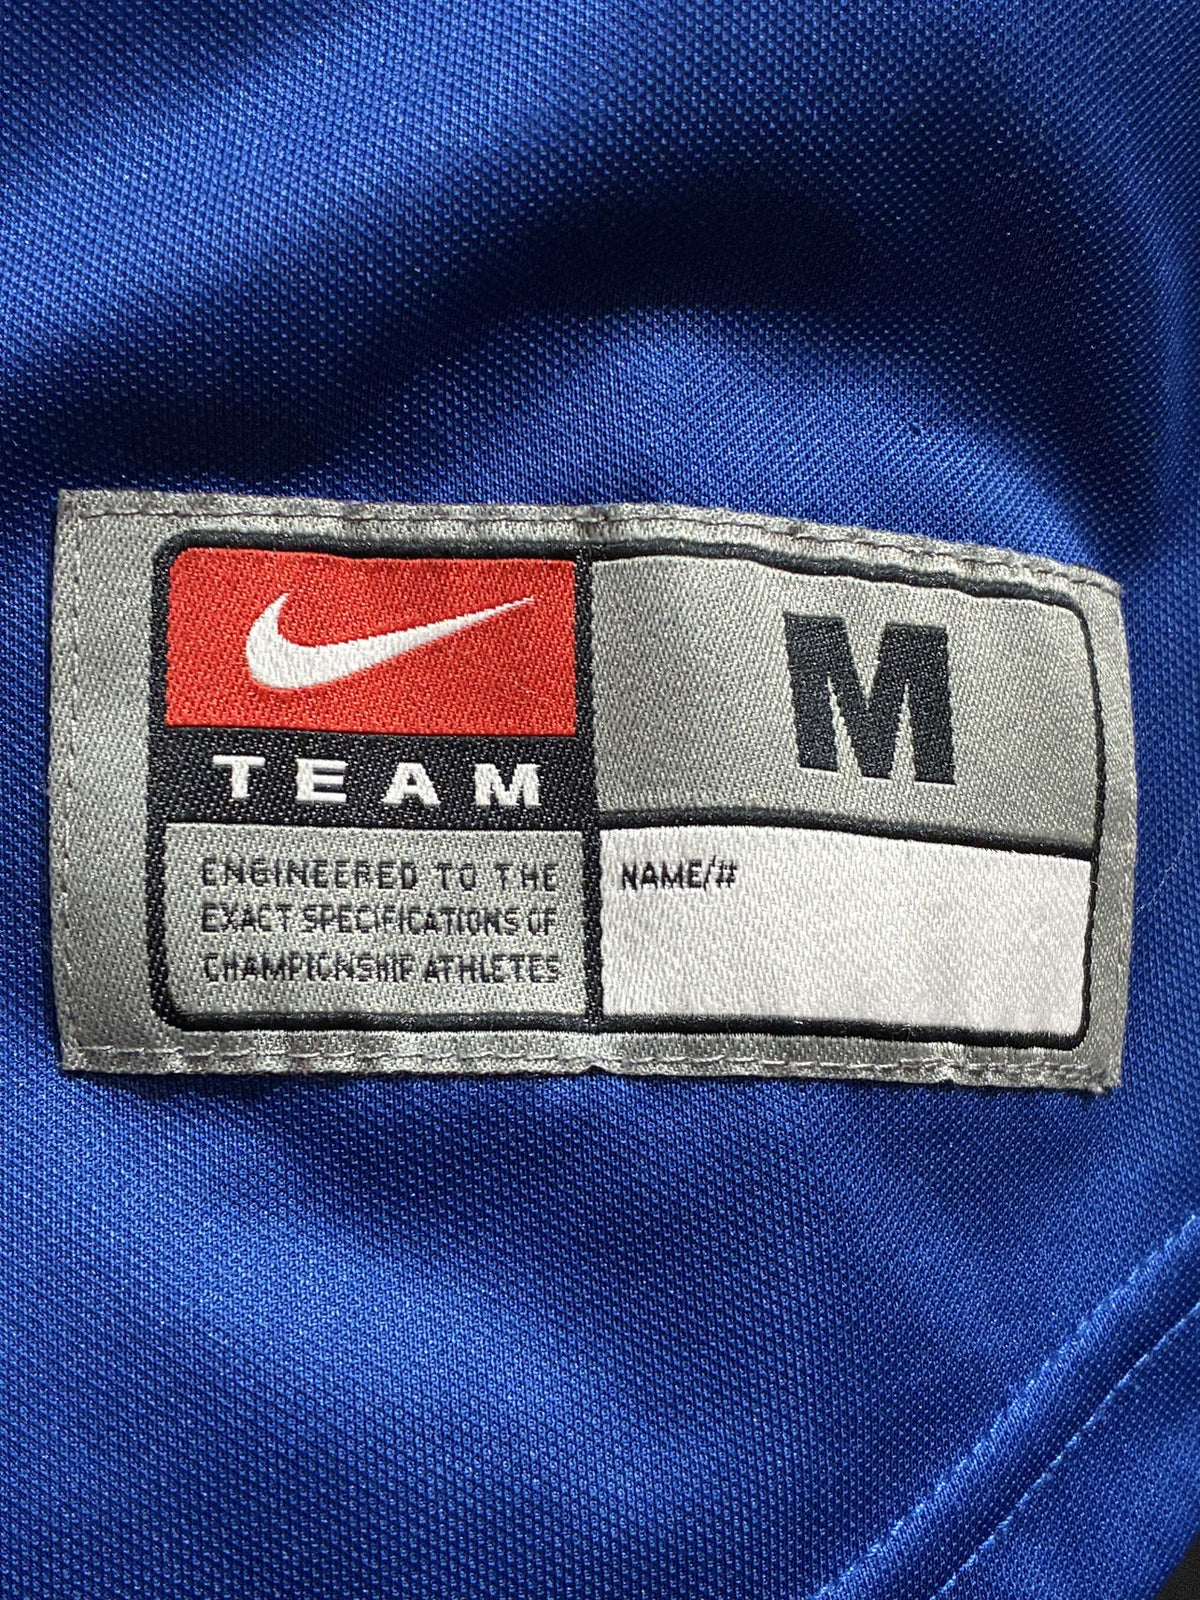 TEAM
M
ENGINEERED TO THE
EXACT SPECIFICATIONS OF
CHAMPIONSHIP ATHLETES
NAME/#